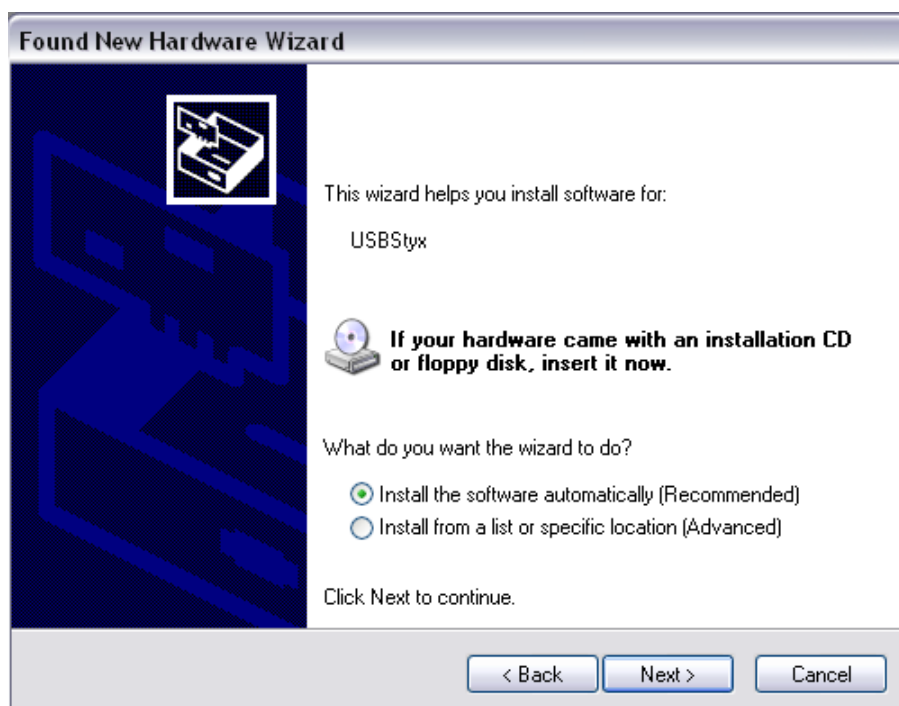 Found New Hardware Wizard
This wizard helps you install software for:
USBStyx
If your hardware came with an installation CD
or floppy disk, insert it now.
What do you want the wizard to do?
Install the software automatically (Recommended)
Install from a list or specific location (Advanced)
Click Next to continue.
< Back Next > Cancel